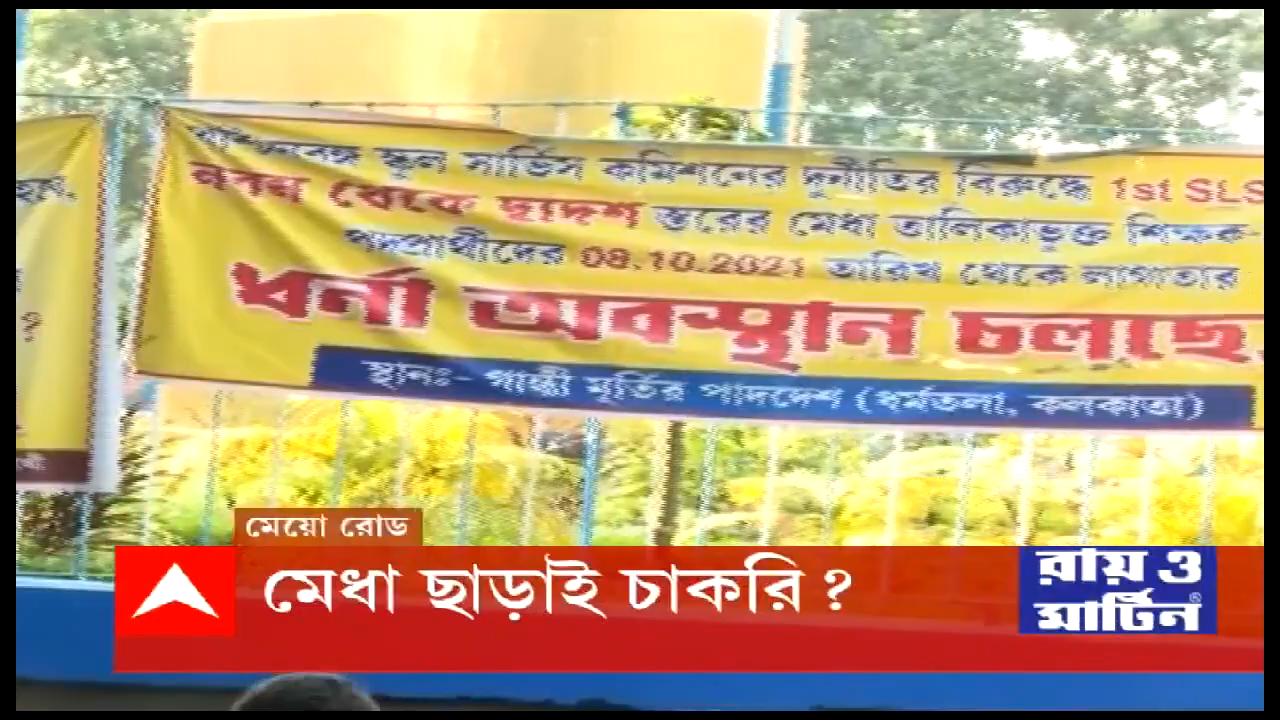 হাস,
?
পশ্চিমবঙ্গ স্কুল সার্ভিস কমিশনের দুর্নীতির বিরুদ্ধে 1st SLS
নবম থেকে দ্বাদশ স্তরের মেধা তালিকাভুক্ত শিক্ষক-
পদপ্রার্থীদের 08.10.2021 তারিখ থেকে লাগাতার
ধর্না অবস্থান চলছে
স্থানঃ- গান্ধী মূর্তির পাদদেশ (ধর্মতলা, কলকাতা)
মেয়ো রোড
মেধা ছাড়াই চাকরি ?
রায় ও
মার্টিন®